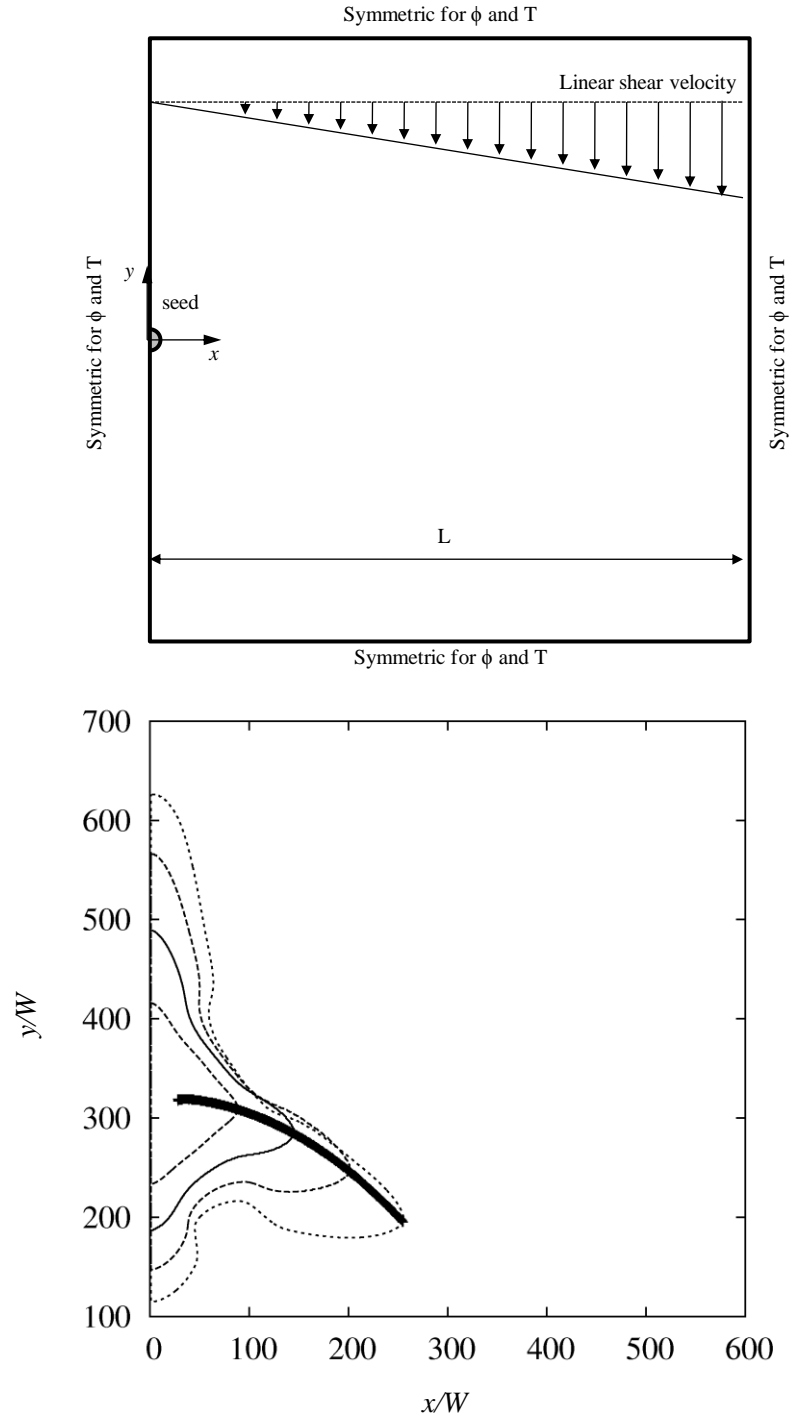 Symmetric for ϕ and T
Linear shear velocity
Symmetric for ϕ and T
y
seed
x
Symmetric for ϕ and T
L
Symmetric for ϕ and T
700
600
500
400
300
200
100
y/W
0 100 200 300 400 500 600
x/W